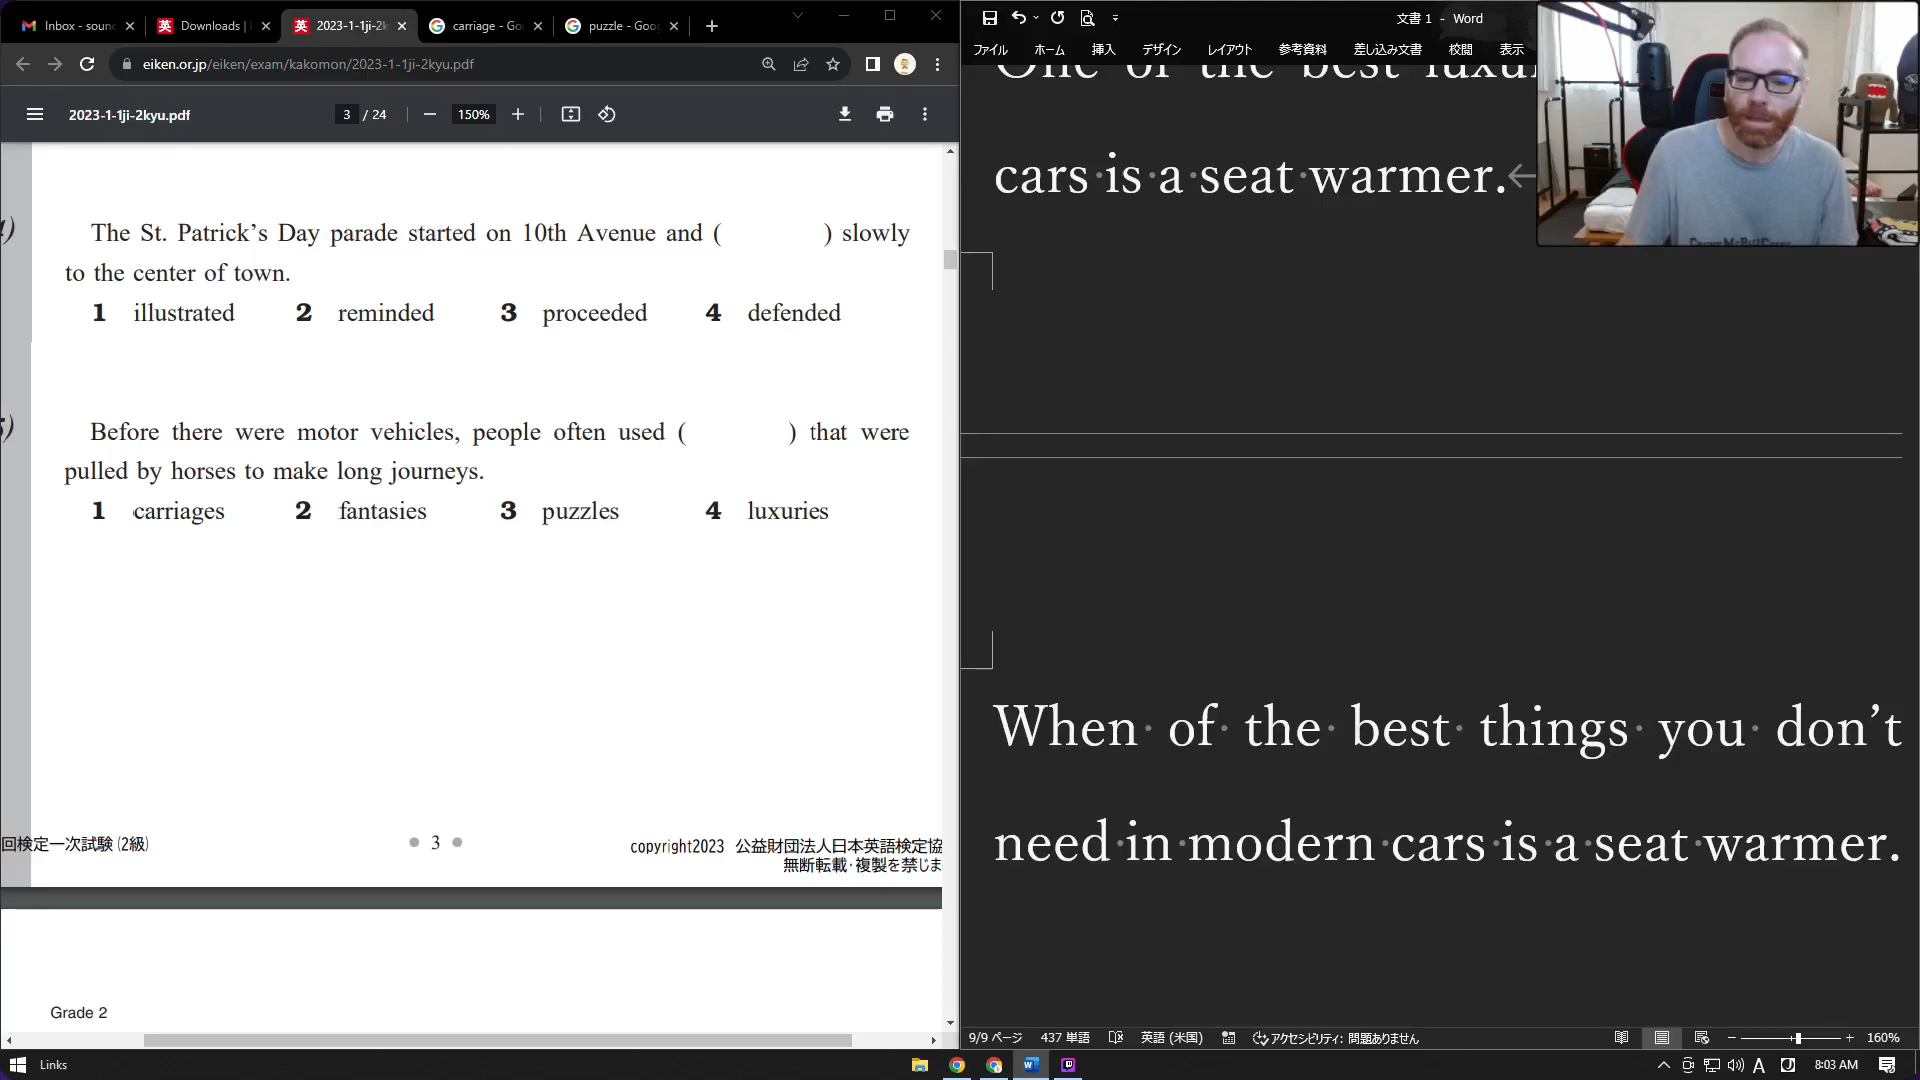 Inbox - soun
Downloads |
2023-1-1ji-2k
carriage - Go
puzzle - Goog
eiken.or.jp/eiken/exam/kakomon/2023-1-1ji-2kyu.pdf
2023-1-1ji-2kyu.pdf
3 / 24
150%
4)
The St. Patrick's Day parade started on 10th Avenue and ( ) slowly
to the center of town.
1 illustrated 2 reminded 3 proceeded 4 defended
5)
Before there were motor vehicles, people often used ( ) that were
pulled by horses to make long journeys.
1 carriages 2 fantasies 3 puzzles 4 luxuries
回検定一次試験 (2級)
● 3 ●
copyright2023 公益財団法人日本英語検定協
無断転載・複製を禁じま
Grade 2
文書 1 - Word
ファイル ホーム 挿入 デザイン レイアウト 参考資料 差し込み文書 校閲 表示
One of the best luxu
cars is a seat warmer.
When of the best things you don't
need in modern cars is a seat warmer.
9/9 ページ 437 単語 英語 (米国) アクセシビリティ: 問題ありません 160%
Links
A
8:03 AM